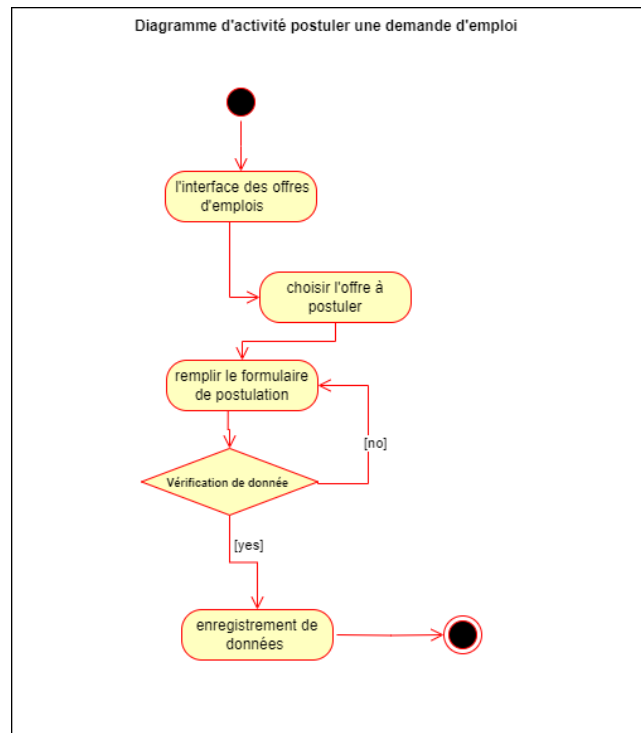 Diagramme d'activité postuler une demande d'emploi
l'interface des offres
d'emplois
choisir l'offre à
postuler
remplir le formulaire
de postulation
[no]
Vérification de donnée
[yes]
enregistrement de
données